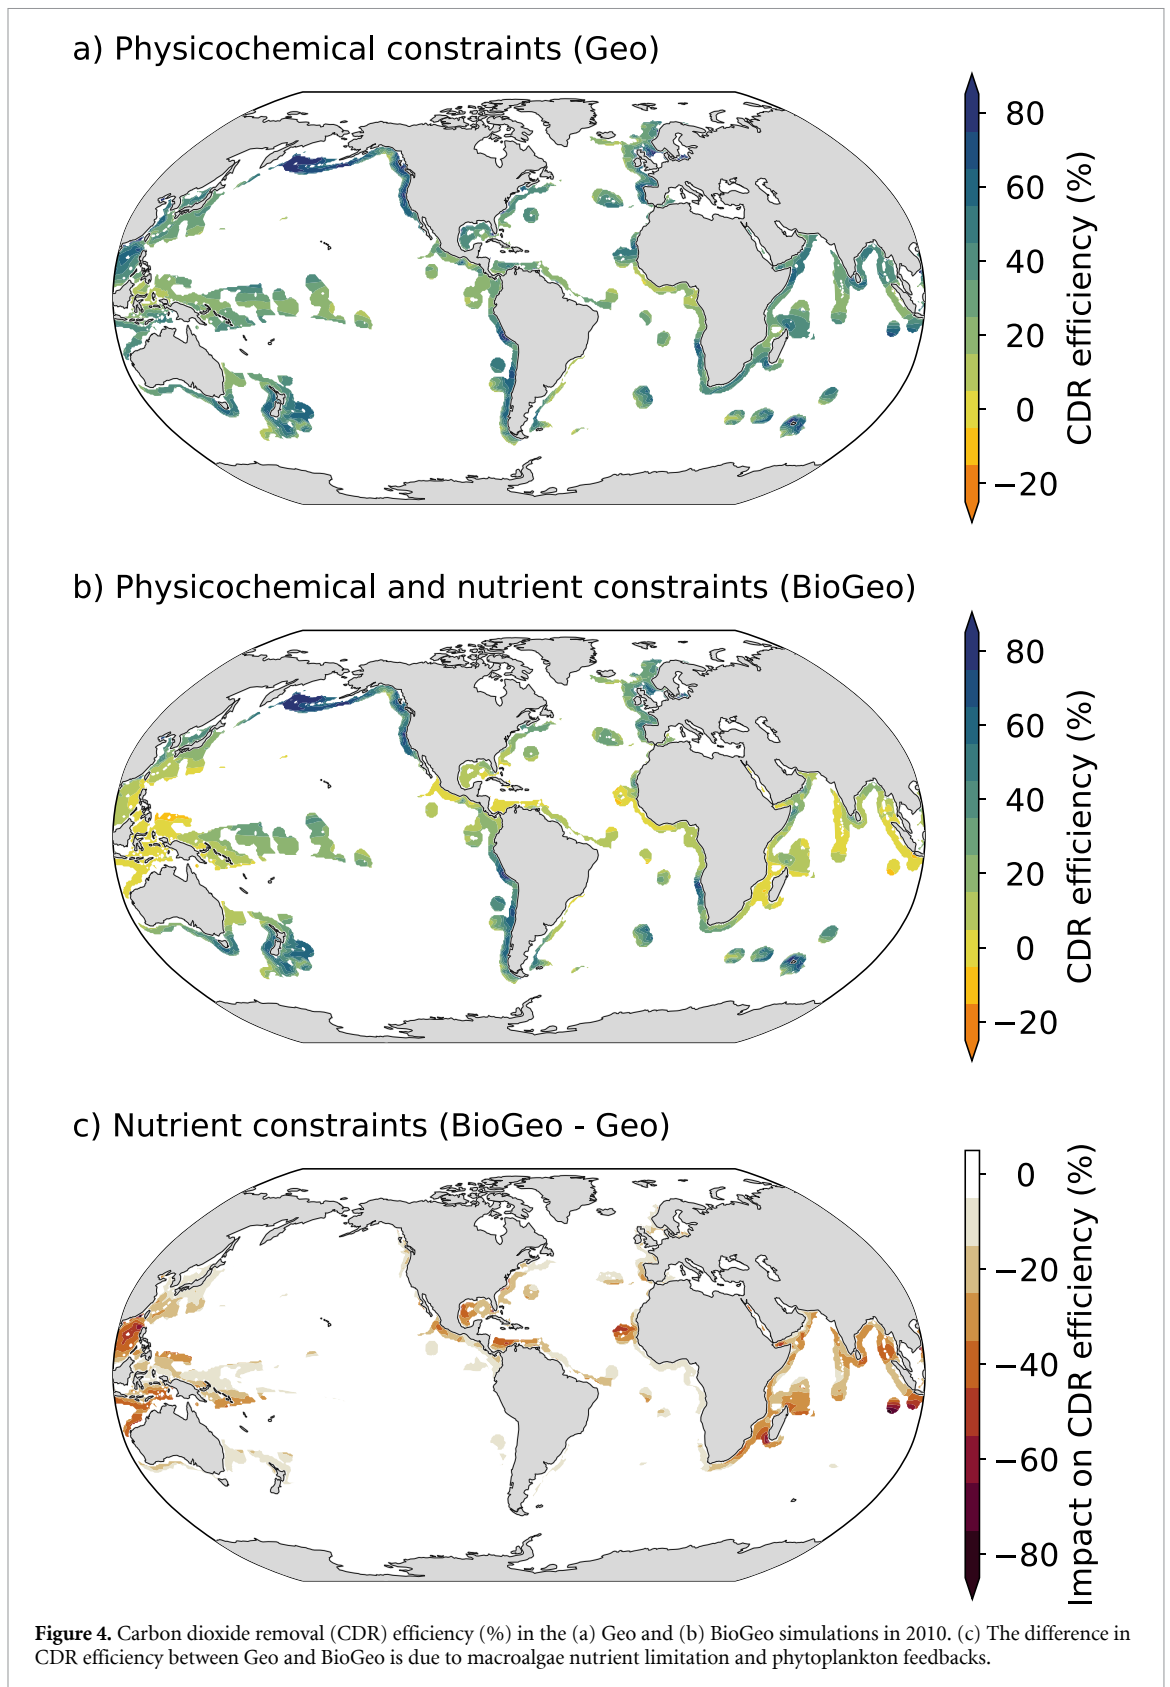 a) Physicochemical constraints (Geo)
80
60
40
20
0
−20
CDR efficiency (%)
b) Physicochemical and nutrient constraints (BioGeo)
80
60
40
20
0
−20
CDR efficiency (%)
c) Nutrient constraints (BioGeo - Geo)
0
−20
−40
−60
−80
Impact on CDR efficiency (%)
Figure 4. Carbon dioxide removal (CDR) efficiency (%) in the (a) Geo and (b) BioGeo simulations in 2010. (c) The difference in
CDR efficiency between Geo and BioGeo is due to macroalgae nutrient limitation and phytoplankton feedbacks.